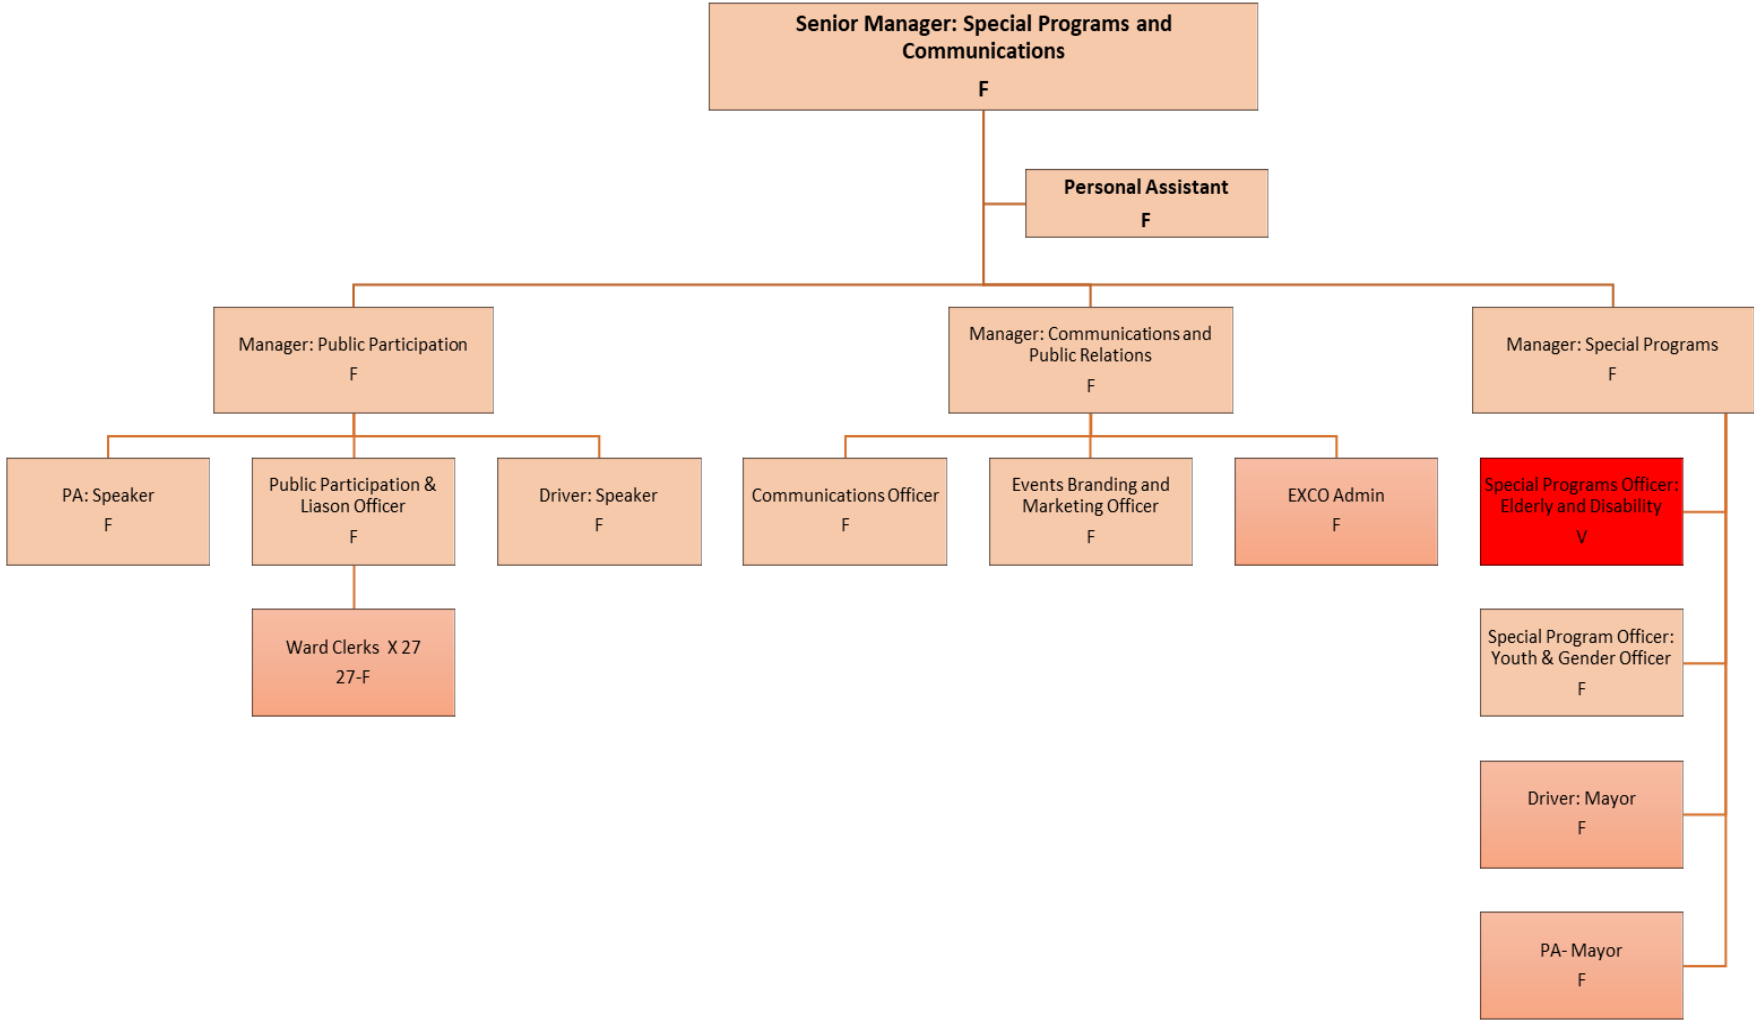 Senior Manager: Special Programs and
Communications
F
Personal Assistant
F
Manager: Public Participation
F
Manager: Communications and
Public Relations
F
Manager: Special Programs
F
PA: Speaker
F
Public Participation &
Liason Officer
F
Driver: Speaker
F
Communications Officer
F
Events Branding and
Marketing Officer
F
EXCO Admin
F
Special Programs Officer:
Elderly and Disability
V
Ward Clerks X 27
27-F
Special Program Officer:
Youth & Gender Officer
F
Driver: Mayor
F
PA- Mayor
F